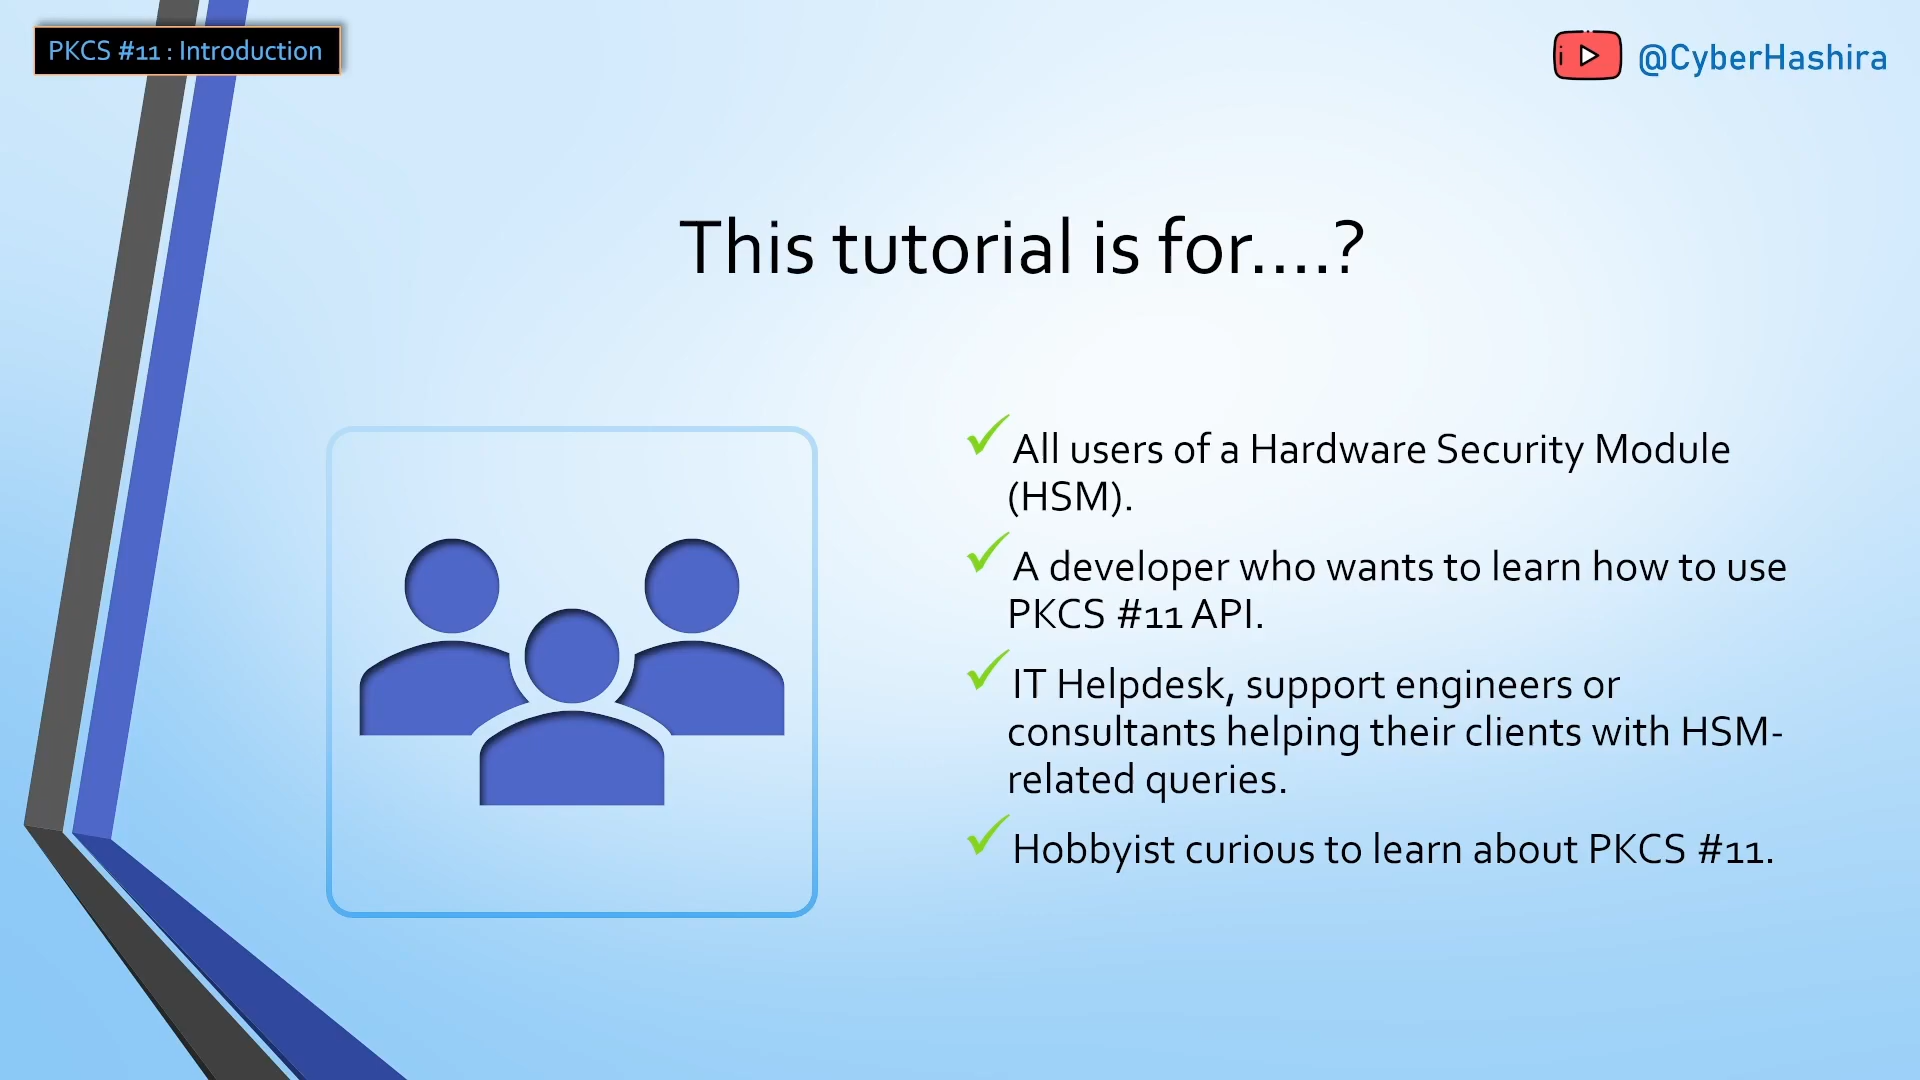 PKCS #11 : Introduction
@CyberHashira
This tutorial is for....?
All users of a Hardware Security Module
(HSM).
A developer who wants to learn how to use
PKCS #11 API.
IT Helpdesk, support engineers or
consultants helping their clients with HSM-
related queries.
Hobbyist curious to learn about PKCS #11.